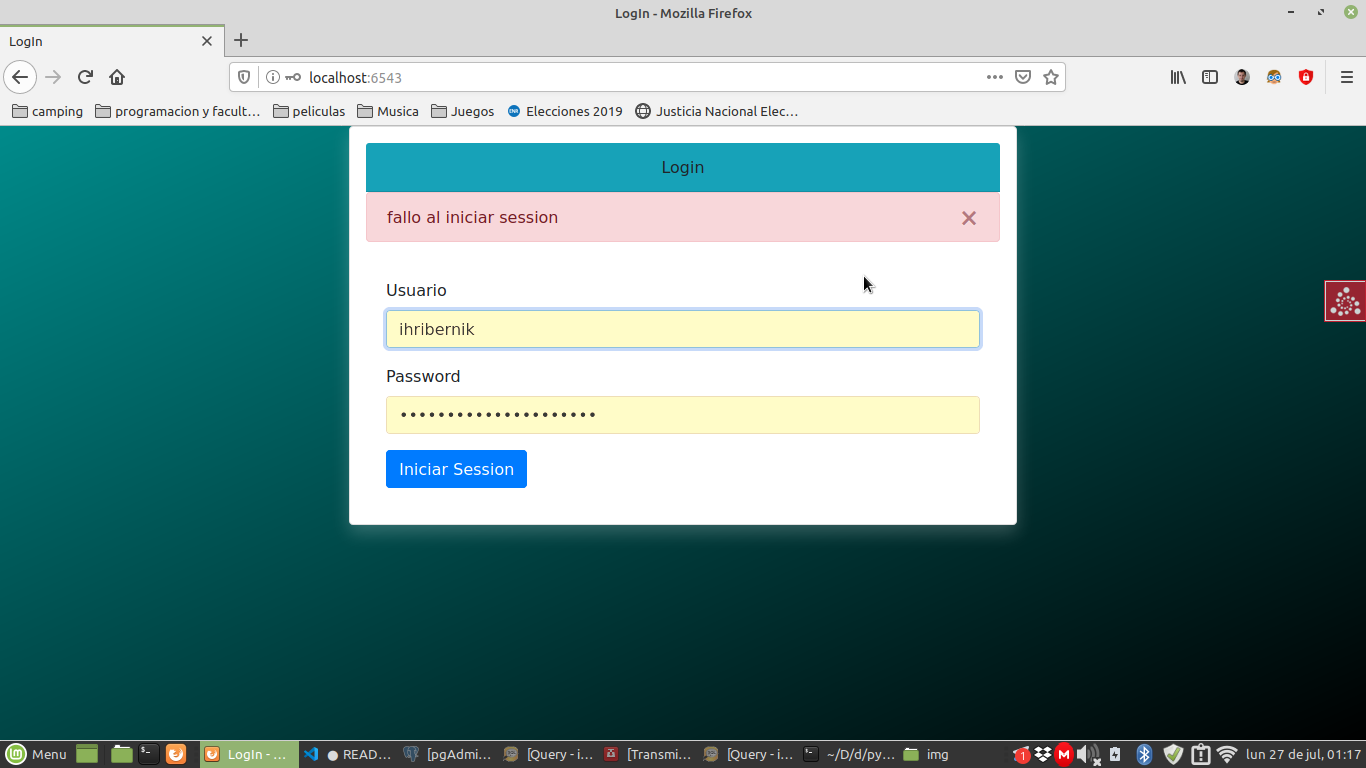 LogIn - Mozilla Firefox
LogIn
localhost:6543
camping programacion y facult… peliculas Musica Juegos Elecciones 2019 Justicia Nacional Elec…
Login
fallo al iniciar session
Usuario
ihribernik
Password
Iniciar Session
Menu LogIn - ... ● READ... [pgAdmi... [Query - i... [Transmi... [Query - i... ~/D/d/py... img 1 lun 27 de jul, 01:17